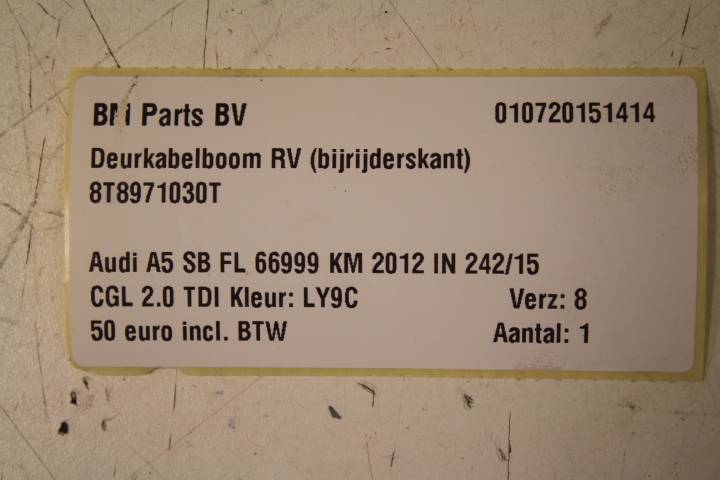 BM Parts BV 010720151414
Deurkabelboom RV (bijrijderskant)
8T8971030T
Audi A5 SB FL 66999 KM 2012 IN 242/15
CGL 2.0 TDI Kleur: LY9C Verz: 8
50 euro incl. BTW Aantal: 1